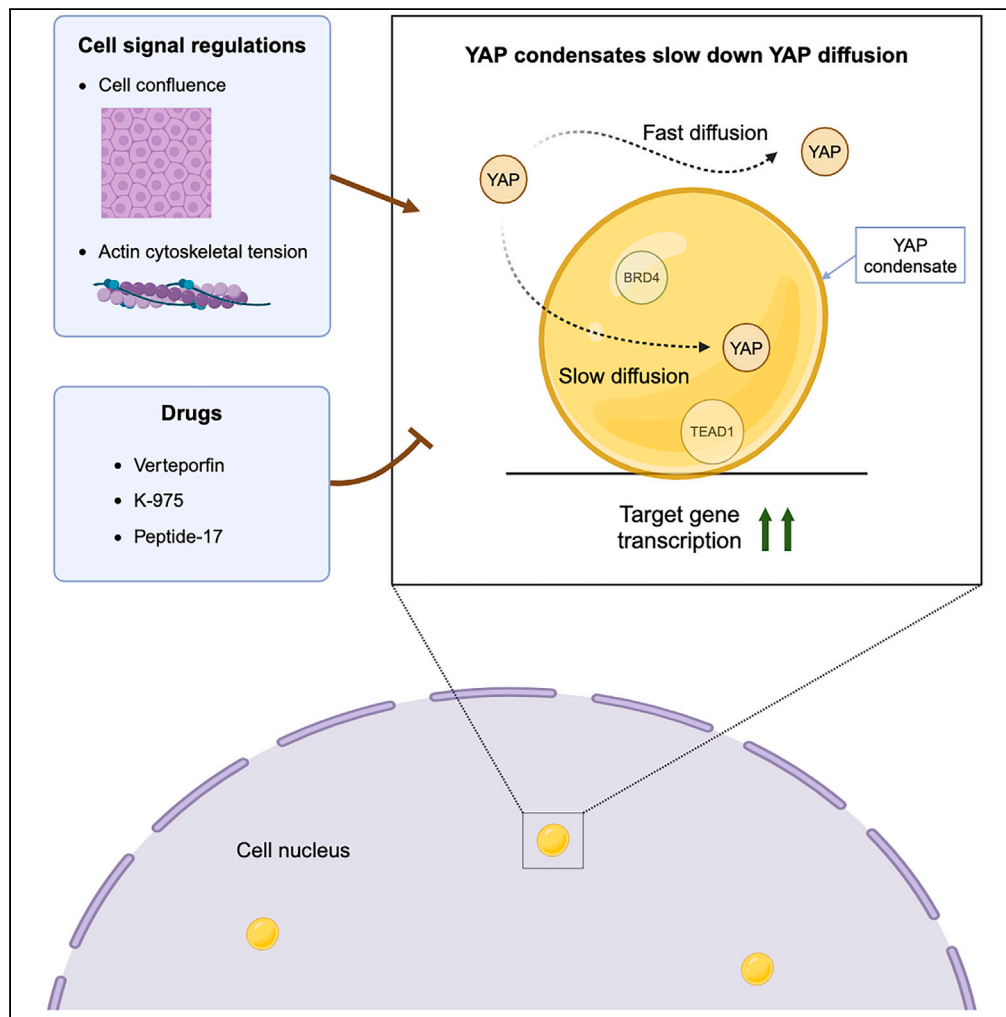 Cell signal regulations
• Cell confluence
• Actin cytoskeletal tension
Drugs
• Verteporfin
• K-975
• Peptide-17
YAP condensates slow down YAP diffusion
Fast diffusion
YAP
YAP
YAP
condensate
BRD4
YAP
Slow diffusion
TEAD1
Target gene
transcription
Cell nucleus